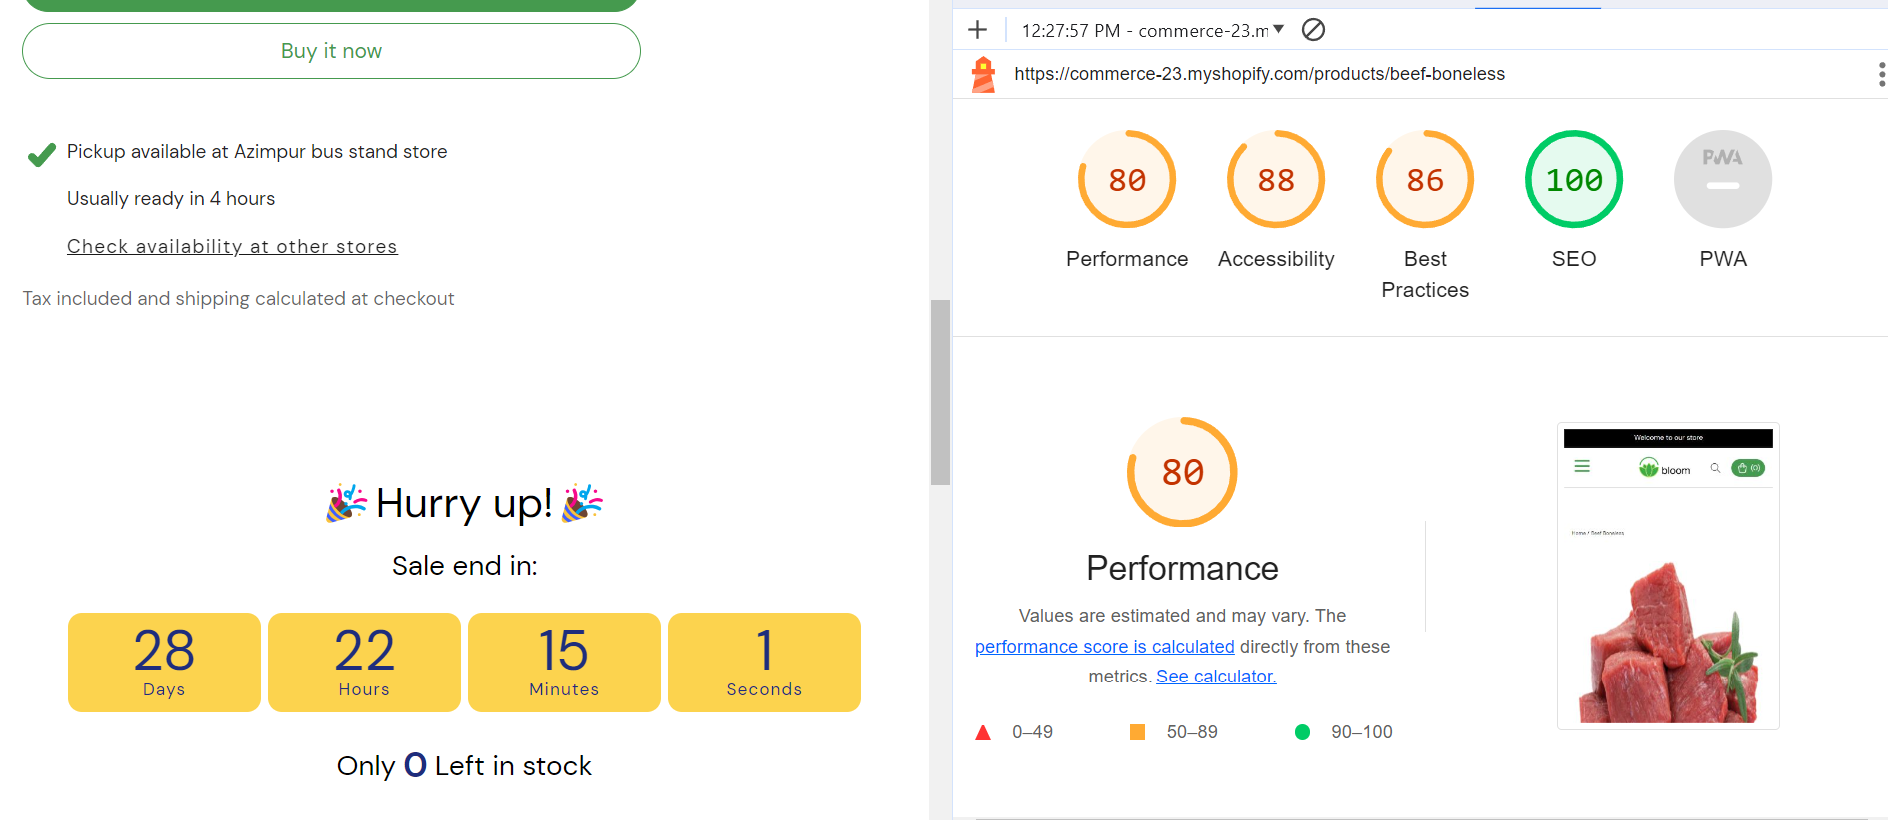 Buy it now
Pickup available at Azimpur bus stand store
Usually ready in 4 hours
Check availability at other stores
Tax included and shipping calculated at checkout
Hurry up!
Sale end in:
28 22 15 1
Days Hours Minutes Seconds
Only 0 Left in stock
12:27:57 PM - commerce-23.m
https://commerce-23.myshopify.com/products/beef-boneless
80 88 86 100 PWA
Performance Accessibility Best Practices SEO PWA
80
Performance
Values are estimated and may vary. The
performance score is calculated directly from these
metrics. See calculator.
0–49 50–89 90–100
Welcome to our store
bloom (0)
Home / Beef Boneless